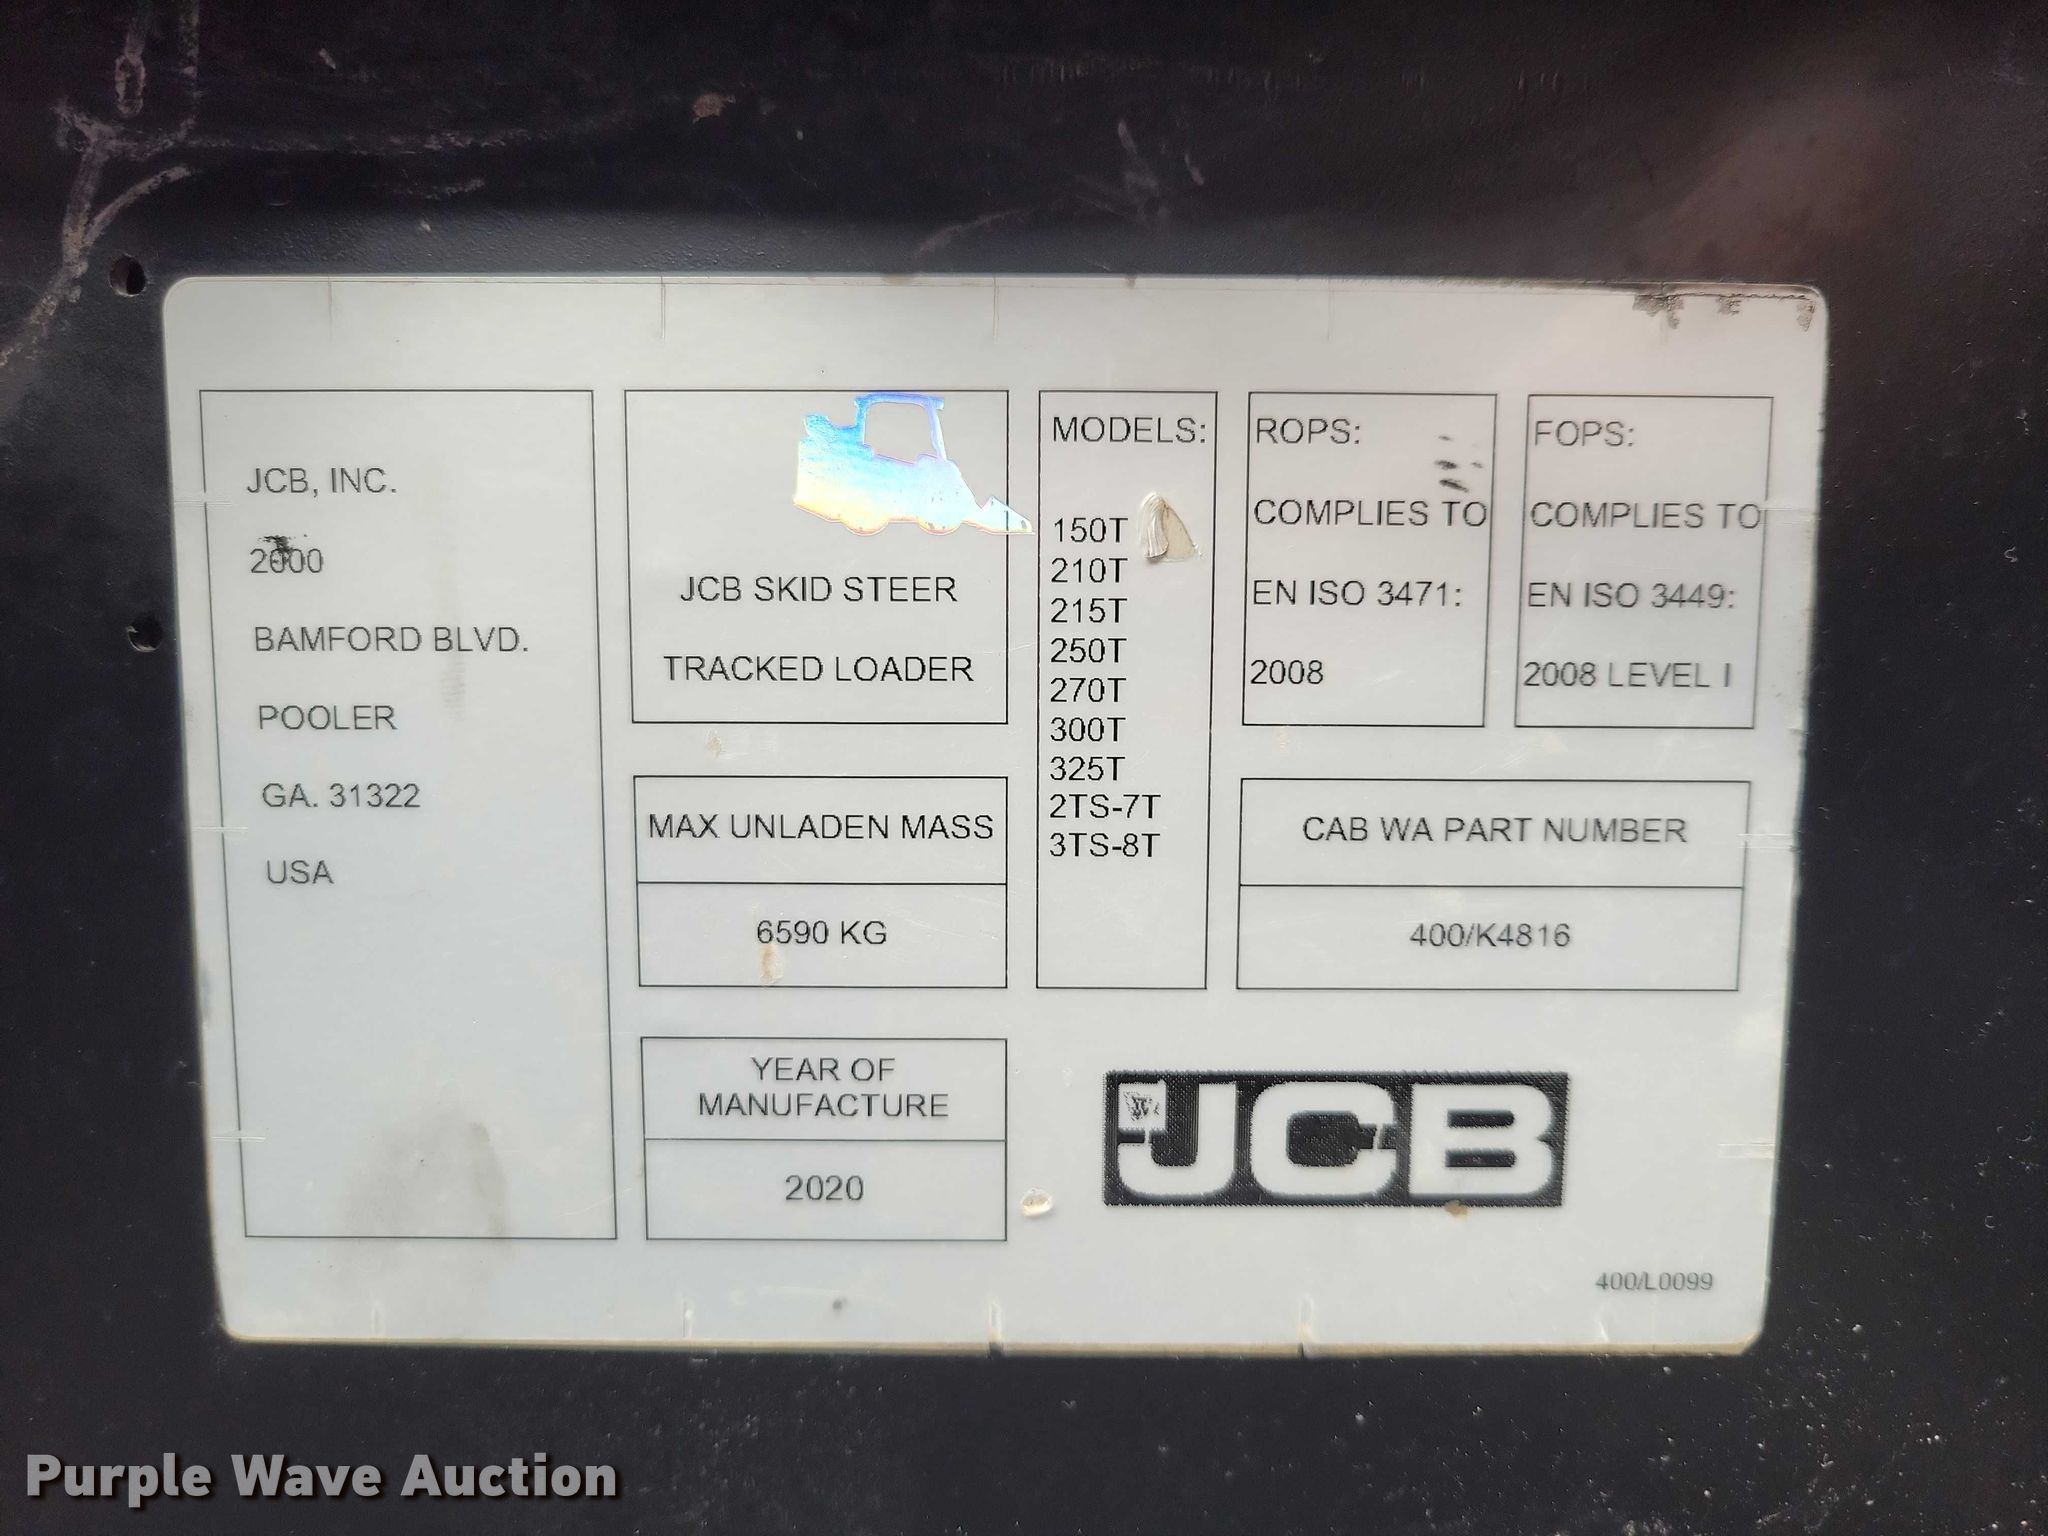 JCB, INC.
2000
BAMFORD BLVD.
POOLER
GA. 31322
USA
JCB SKID STEER
TRACKED LOADER
MAX UNLADEN MASS
6590 KG
YEAR OF
MANUFACTURE
2020
MODELS:
150T
210T
215T
250T
270T
300T
325T
2TS-7T
3TS-8T
ROPS:
COMPLIES TO
EN ISO 3471:
2008
FOPS:
COMPLIES TO
EN ISO 3449:
2008 LEVEL I
CAB WA PART NUMBER
400/K4816
JCB
400/L0099
Purple Wave Auction